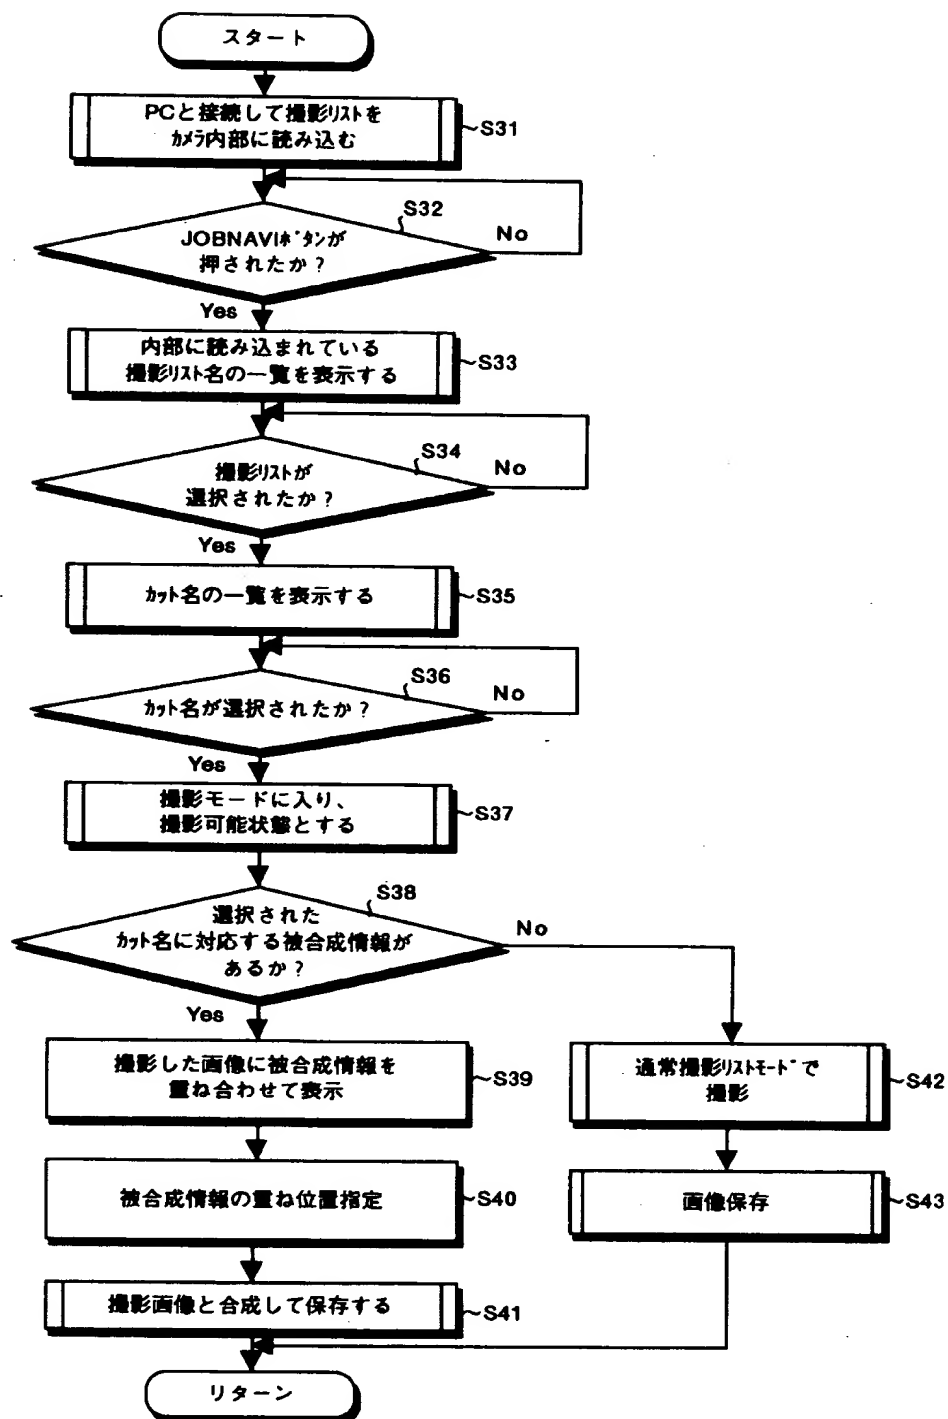 スタート
PCと接続して撮影リストを
ｶﾒﾗ内部に読み込む
S31
S32
JOBNAVIﾎﾞﾀﾝが
押されたか？
No
Yes
内部に読み込まれている
撮影リスト名の一覧を表示する
S33
S34
撮影ﾘｽﾄが
選択されたか？
No
Yes
ｶｯﾄ名の一覧を表示する
S35
S36
ｶｯﾄ名が選択されたか？
No
Yes
撮影モードに入り、
撮影可能状態とする
S37
S38
選択された
ｶｯﾄ名に対応する被合成情報が
あるか？
No
Yes
撮影した画像に被合成情報を
重ね合わせて表示
S39
通常撮影ﾘｽﾄﾓｰﾄﾞで
撮影
S42
被合成情報の重ね位置指定
S40
画像保存
S43
撮影画像と合成して保存する
S41
リターン